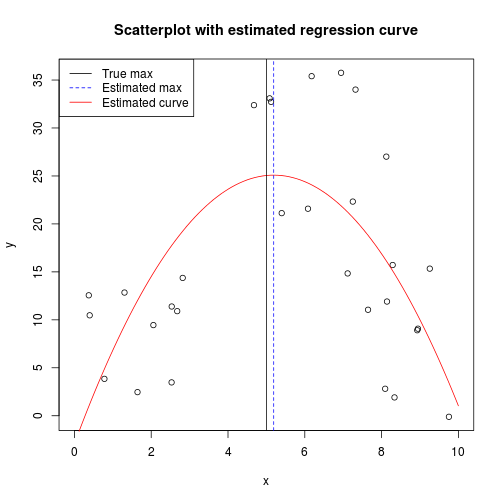 Scatterplot with estimated regression curve
True max
Estimated max
Estimated curve
35
30
25
20
15
10
5
0
y
0 2 4 6 8 10
x